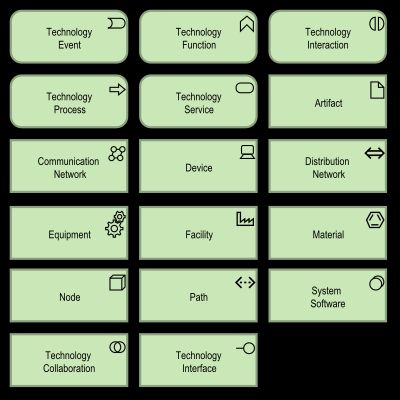 Technology
Event
Technology
Function
Technology
Interaction
Technology
Process
Technology
Service
Artifact
Communication
Network
Device
Distribution
Network
Equipment
Facility
Material
Node
Path
System
Software
Technology
Collaboration
Technology
Interface